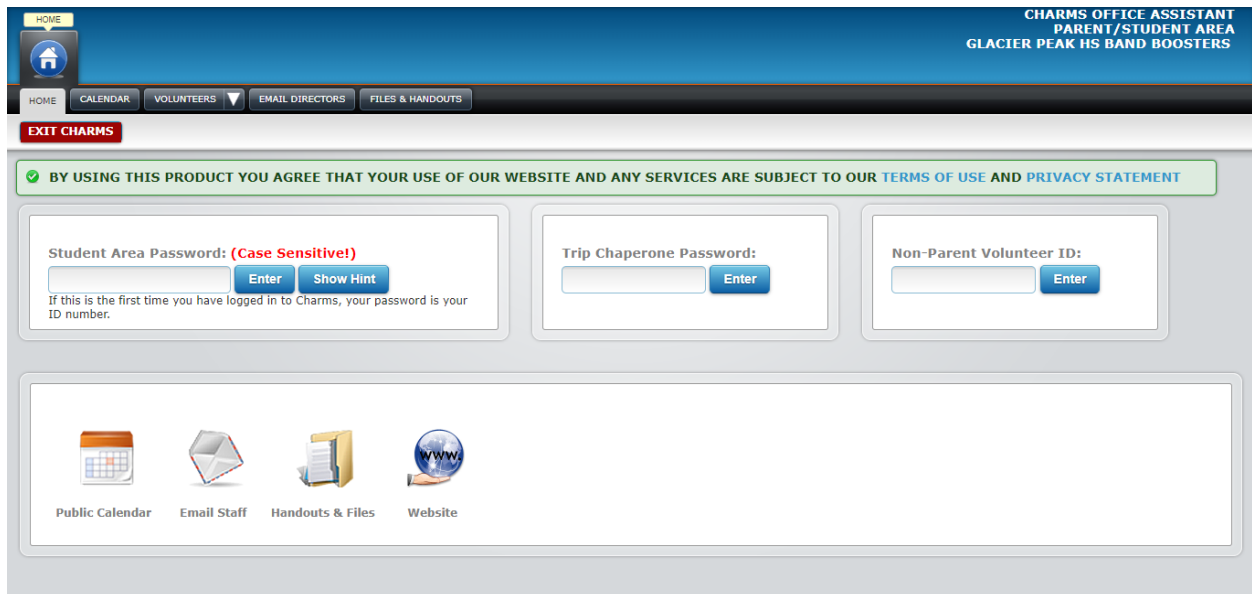 HOME
CHARMS OFFICE ASSISTANT
PARENT/STUDENT AREA
GLACIER PEAK HS BAND BOOSTERS
HOME CALENDAR VOLUNTEERS EMAIL DIRECTORS FILES & HANDOUTS
EXIT CHARMS
BY USING THIS PRODUCT YOU AGREE THAT YOUR USE OF OUR WEBSITE AND ANY SERVICES ARE SUBJECT TO OUR TERMS OF USE AND PRIVACY STATEMENT
Student Area Password: (Case Sensitive!)
Enter Show Hint
If this is the first time you have logged in to Charms, your password is your
ID number.
Trip Chaperone Password:
Enter
Non-Parent Volunteer ID:
Enter
www.
Public Calendar Email Staff Handouts & Files Website